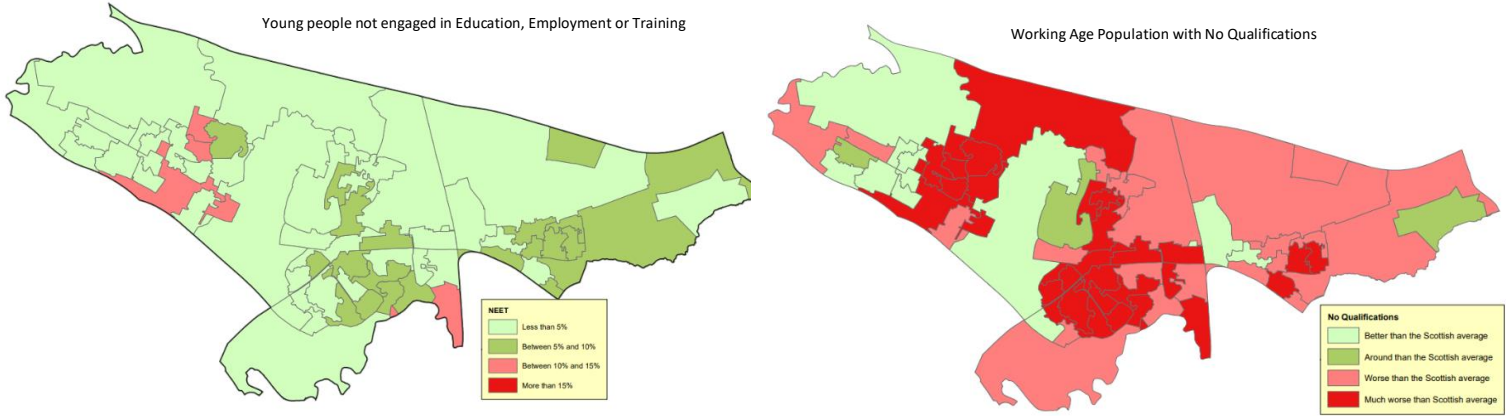 Young people not engaged in Education, Employment or Training
Working Age Population with No Qualifications
NEET
Less than 5%
Between 5% and 10%
Between 10% and 15%
More than 15%
No Qualifications
Better than the Scottish average
Around than the Scottish average
Worse than the Scottish average
Much worse than Scottish average